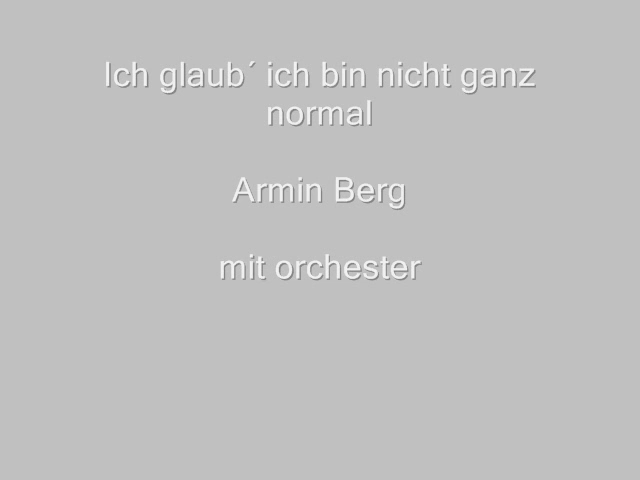 Ich glaub´ ich bin nicht ganz
normal
Armin Berg
mit orchester